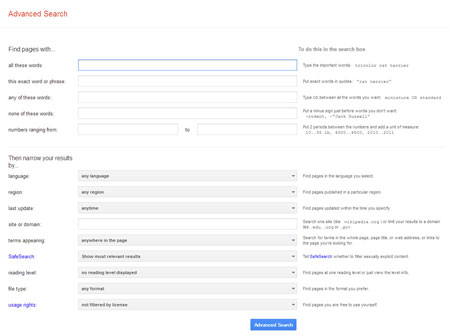 Advanced Search
Find pages with...
To do this in the search box
all these words:
Type the important words: tricolor rat terrier
this exact word or phrase:
Put exact words in quotes: "rat terrier"
any of these words:
Type OR between all the words you want: miniature OR standard
none of these words:
Put a minus sign just before words you don't want:
-rodent, -"Jack Russell"
numbers ranging from:
to
Put 2 periods between the numbers and add a unit of measure:
10..35 lb, $300..$500, 2010..2011
Then narrow your results
by...
language:
any language
Find pages in the language you select.
region:
any region
Find pages published in a particular region.
last update:
anytime
Find pages updated within the time you specify.
site or domain:
Search one site (like wikipedia.org) or limit your results to a domain
like .edu, .org or .gov
terms appearing:
anywhere in the page
Search for terms in the whole page, page title, or web address, or links to
the page you're looking for.
SafeSearch:
Show most relevant results
Tell SafeSearch whether to filter sexually explicit content.
reading level:
no reading level displayed
Find pages at one reading level or just view the level info.
file type:
any format
Find pages in the format you prefer.
usage rights:
not filtered by license
Find pages you are free to use yourself.
Advanced Search